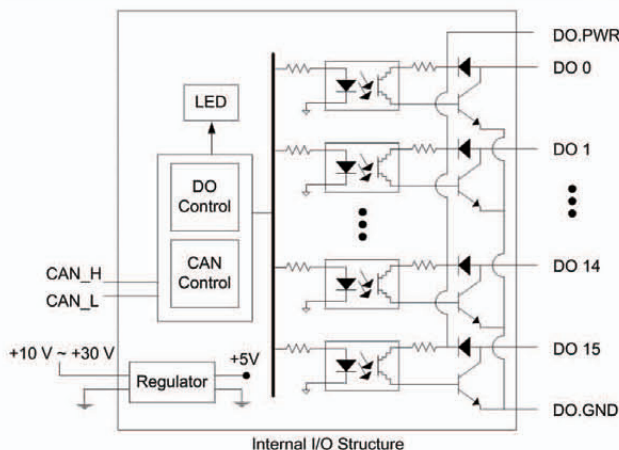 DO.PWR
DO 0
LED
DO 1
DO
Control
CAN
Control
CAN_H
CAN_L
DO 14
+10 V ~ +30 V
Regulator
+5V
DO 15
DO.GND
Internal I/O Structure